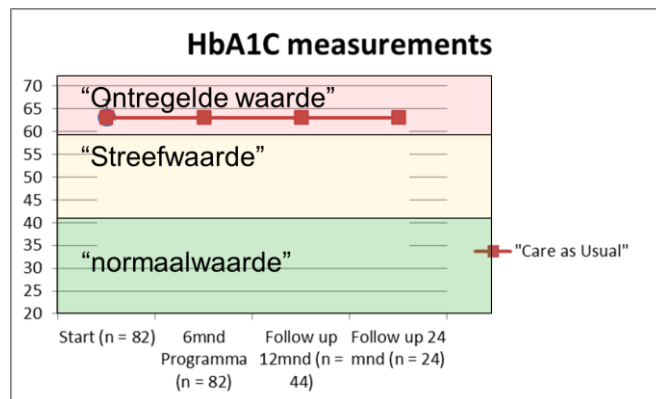 HbA1C measurements
70
65
60
55
50
45
40
35
30
25
20
“Ontregelde waarde”
“Streefwaarde”
“normaalwaarde”
"Care as Usual"
Start (n = 82)
6mnd
Programma
(n = 82)
Follow up
12mnd (n =
44)
Follow up 24
mnd (n = 24)